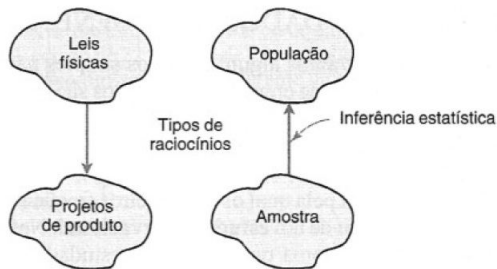 Leis
físicas
População
Tipos de
raciocínios
Inferência estatística
Projetos
de produto
Amostra